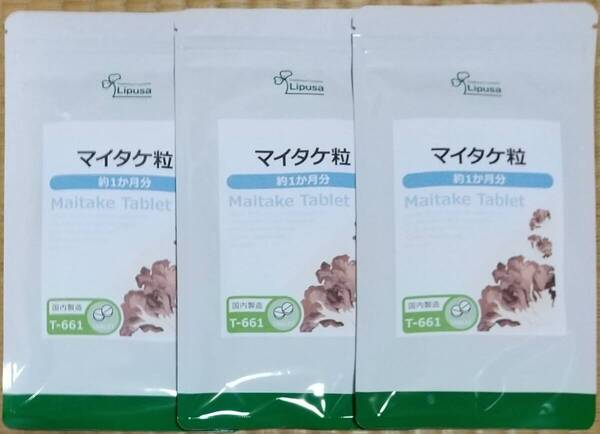 Lipusa
マイタケ粒
約1か月分
Maitake Tablet
国内製造
T-661
Lipusa
マイタケ粒
約1か月分
Maitake Tablet
国内製造
T-661
Lipusa
マイタケ粒
約1か月分
Maitake Tablet
国内製造
T-661